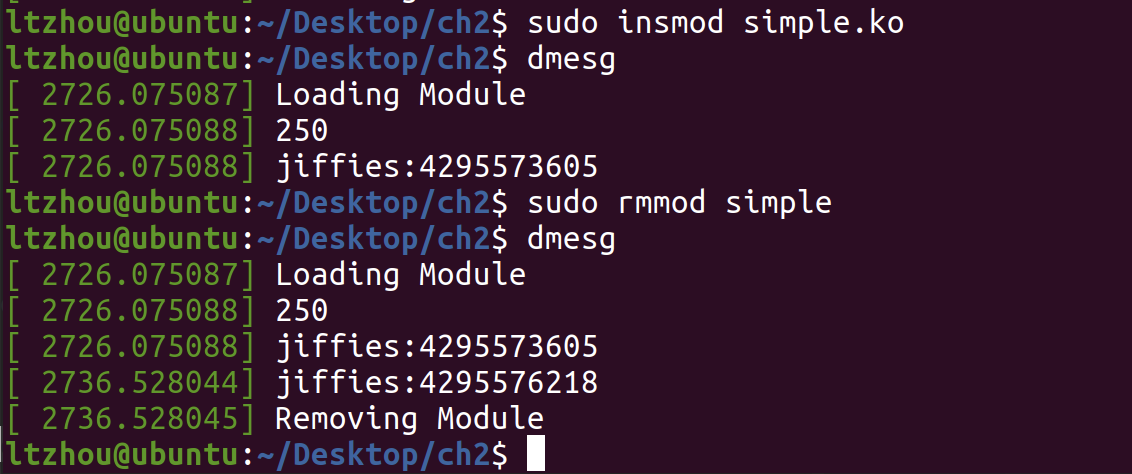 ltzhou@ubuntu:~/Desktop/ch2$ sudo insmod simple.ko
ltzhou@ubuntu:~/Desktop/ch2$ dmesg
[ 2726.075087] Loading Module
[ 2726.075088] 250
[ 2726.075088] jiffies:4295573605
ltzhou@ubuntu:~/Desktop/ch2$ sudo rmmod simple
ltzhou@ubuntu:~/Desktop/ch2$ dmesg
[ 2726.075087] Loading Module
[ 2726.075088] 250
[ 2726.075088] jiffies:4295573605
[ 2736.528044] jiffies:4295576218
[ 2736.528045] Removing Module
ltzhou@ubuntu:~/Desktop/ch2$